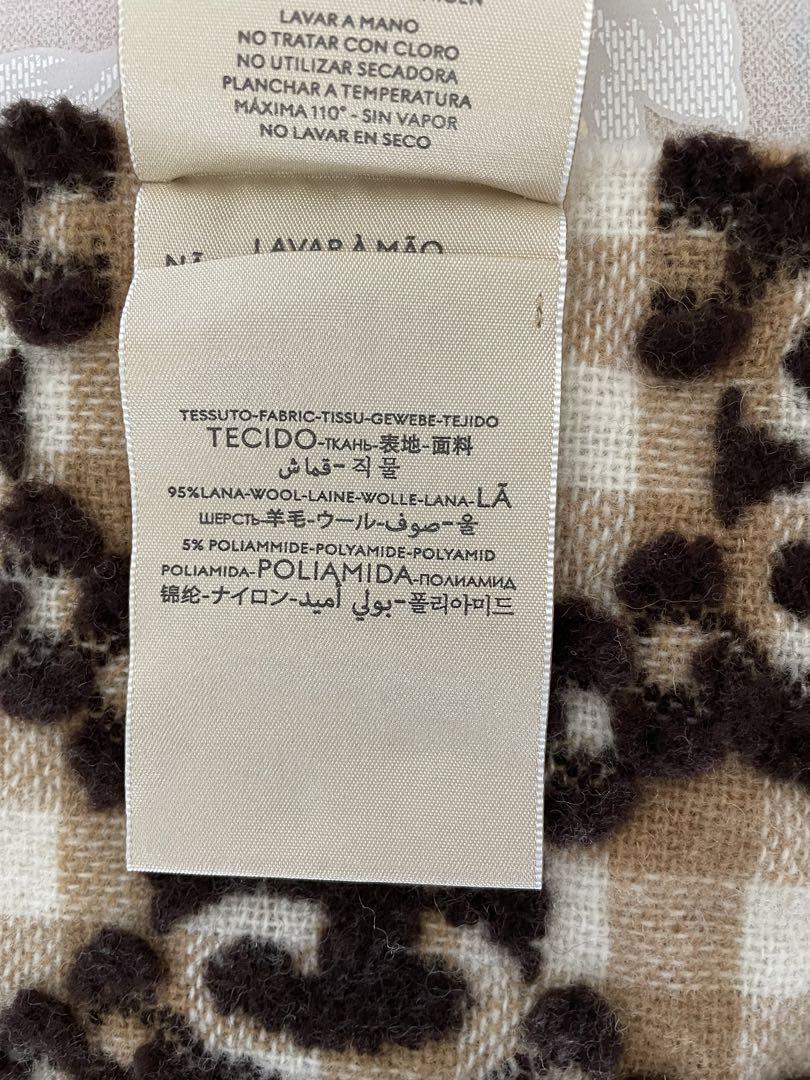 LAVAR A MANO
NO TRATAR CON CLORO
NO UTILIZAR SECADORA
PLANCHAR A TEMPERATURA
MÁXIMA 110° - SIN VAPOR
NO LAVAR EN SECO
LAVAR À MÃO
TESSUTO-FABRIC-TISSU-GEWEBE-TEJIDO
TECIDO-ТКАНЬ-表地-面料
قماش-직물
95%LANA-WOOL-LAINE-WOLLE-LANA-LÃ
ШЕРСТЬ-羊毛-ウール-صوف-울
5% POLIAMMIDE-POLYAMIDE-POLYAMID
POLIAMIDA-POLIAMIDA-ПОЛИАМИД
锦纶-ナイロン-بولي أميد-폴리아미드